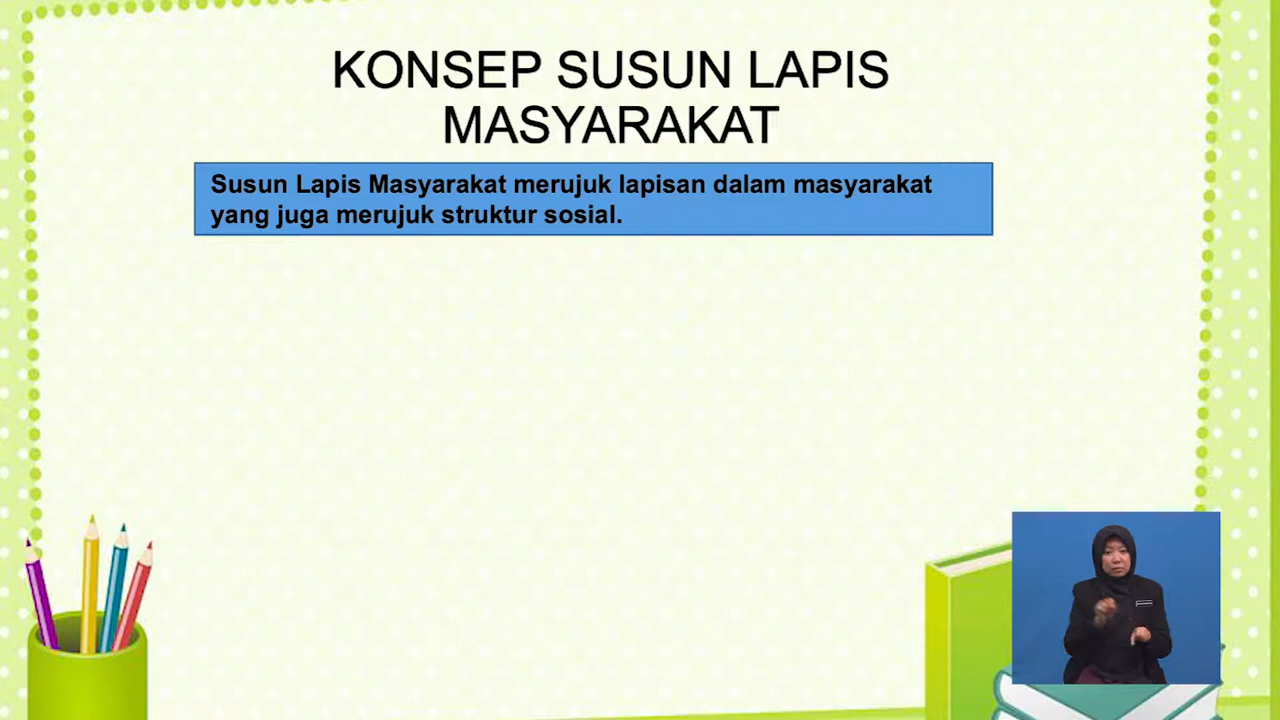 KONSEP SUSUN LAPIS
MASYARAKAT
Susun Lapis Masyarakat merujuk lapisan dalam masyarakat
yang juga merujuk struktur sosial.